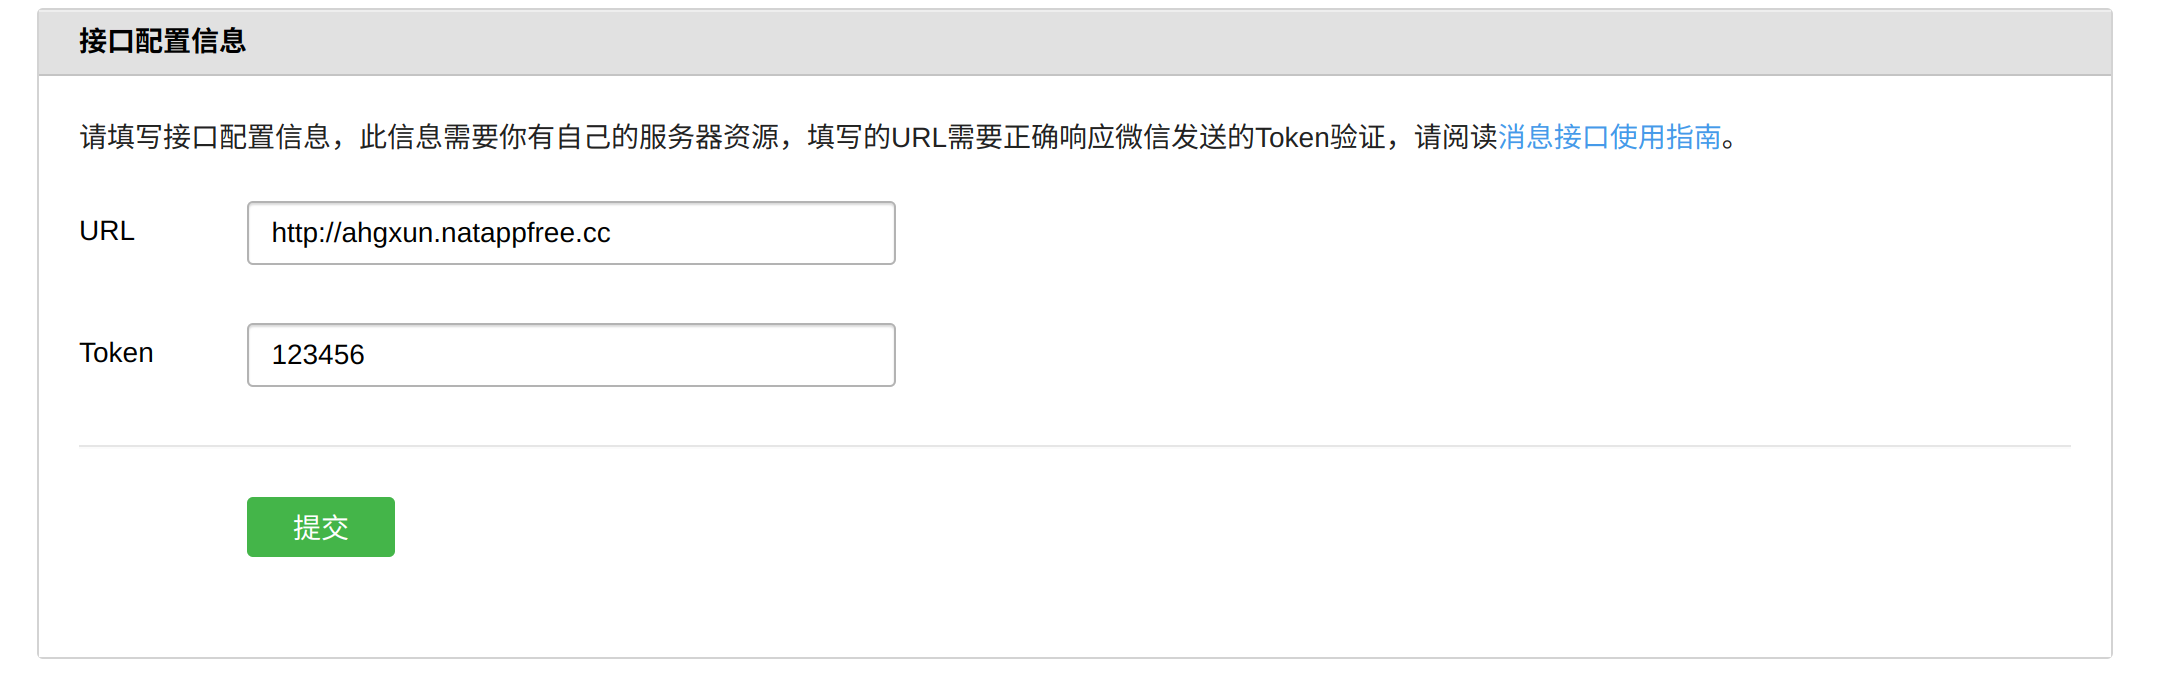 接口配置信息
请填写接口配置信息，此信息需要你有自己的服务器资源，填写的URL需要正确响应微信发送的Token验证，请阅读消息接口使用指南。
URL http://ahgxun.natappfree.cc
Token 123456
提交